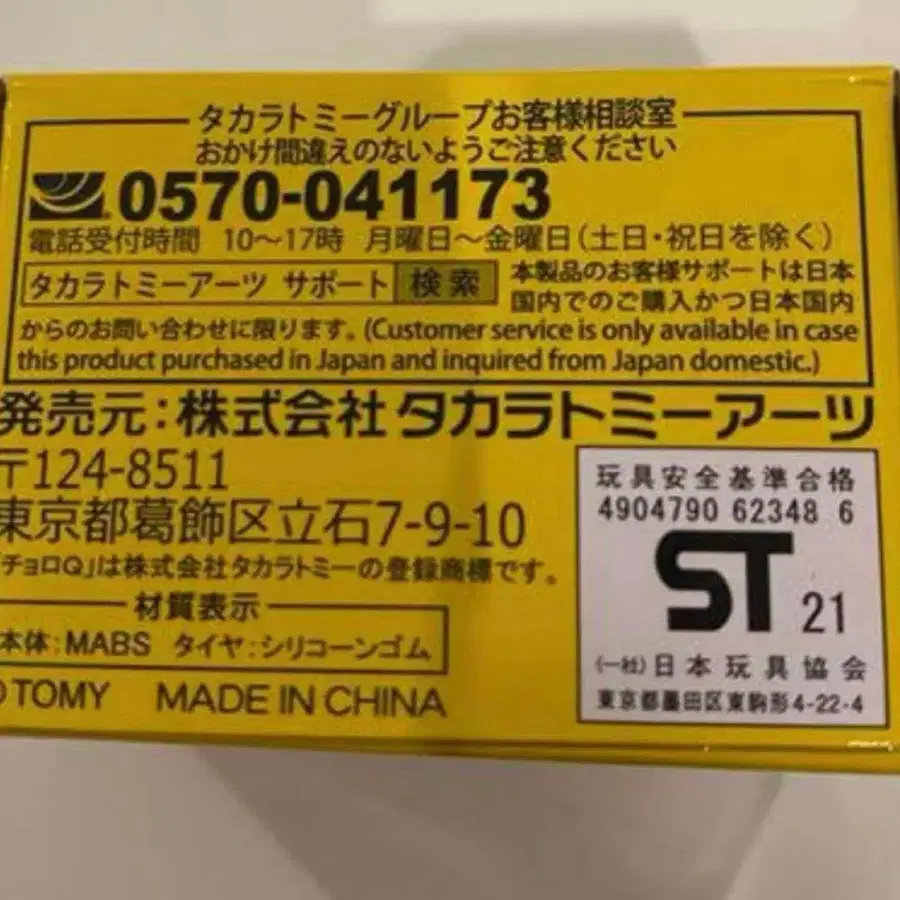 タカラトミーグループお客様相談室
おかけ間違えのないようご注意ください
0570-041173
電話受付時間 10〜17時 月曜日〜金曜日(土日・祝日を除く)
タカラトミーアーツ サポート 検索
本製品のお客様サポートは日本
国内でのご購入かつ日本国内
からのお問い合わせに限ります。(Customer service is only available in case
this product purchased in Japan and inquired from Japan domestic.)
発売元:株式会社タカラトミーアーツ
〒124-8511
東京都葛飾区立石7-9-10
チョロQ」は株式会社タカラトミーの登録商標です。
材質表示
本体:MABS タイヤ:シリコーンゴム
TOMY MADE IN CHINA
玩具安全基準合格
4904790 62348 6
ST 21
(一社)日本玩具協会
東京都墨田区東駒形4-22-4